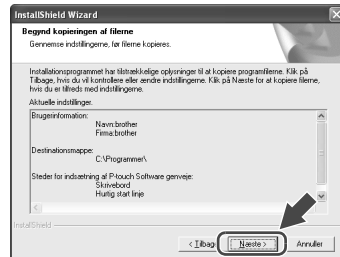 InstallShield Wizard
Begynd kopieringen af filerne
Gennemse indstillingerne, før filerne kopieres.
Installationsprogrammet har tilstrækkelige oplysninger til at kopiere programfilerne. Klik på
Tilbage, hvis du vil kontrollere eller ændre indstillingerne. Klik på Næste for at kopiere filerne,
hvis du er tilfreds med indstillingerne.
Aktuelle indstillinger.
Brugerinformation:
Navn:brother
Firma:brother
Destinationsmappe:
C:\Programmer\
Steder for indsætning af P-touch Software genveje:
Skrivebord
Hurtig start linje
InstallShield
< Tilbage
Næste >
Annuller